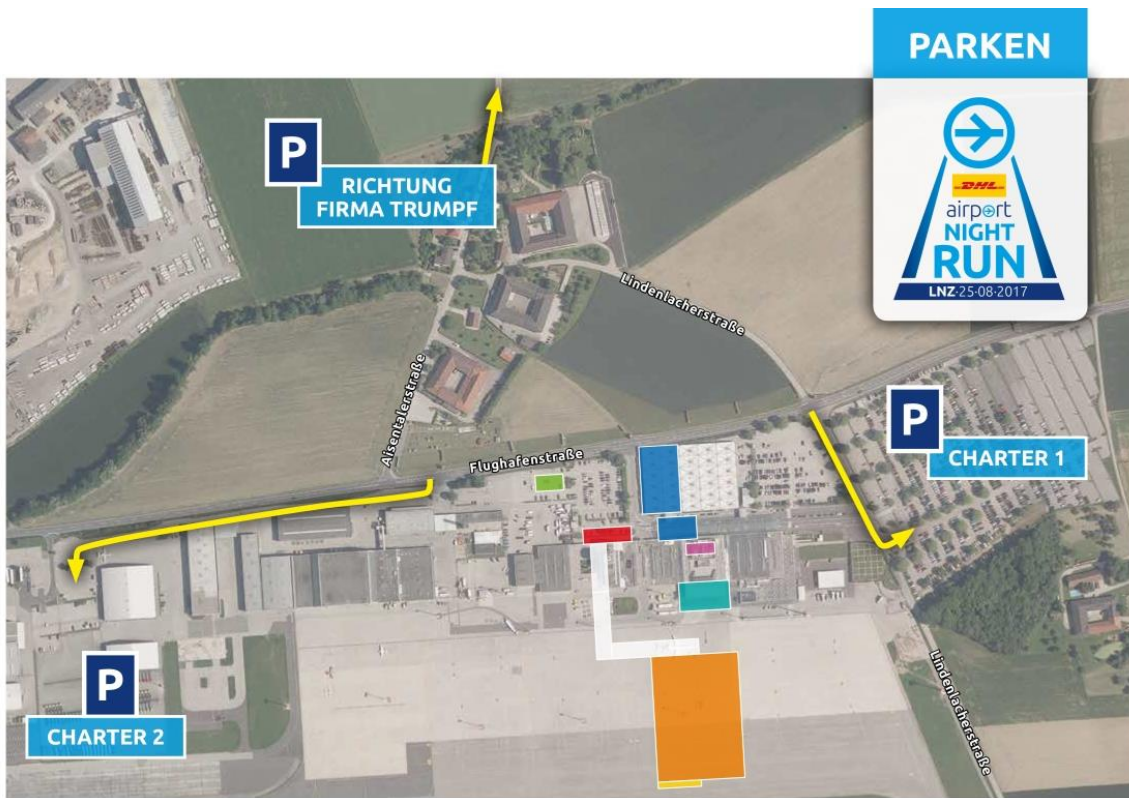 PARKEN
DHL
airport
NIGHT
RUN
LNZ-25-08-2017
P
RICHTUNG
FIRMA TRUMPF
Lindenlacherstraße
Aisentalerstraße
Flughafenstraße
P
CHARTER 1
P
CHARTER 2
Lindenlacherstraße